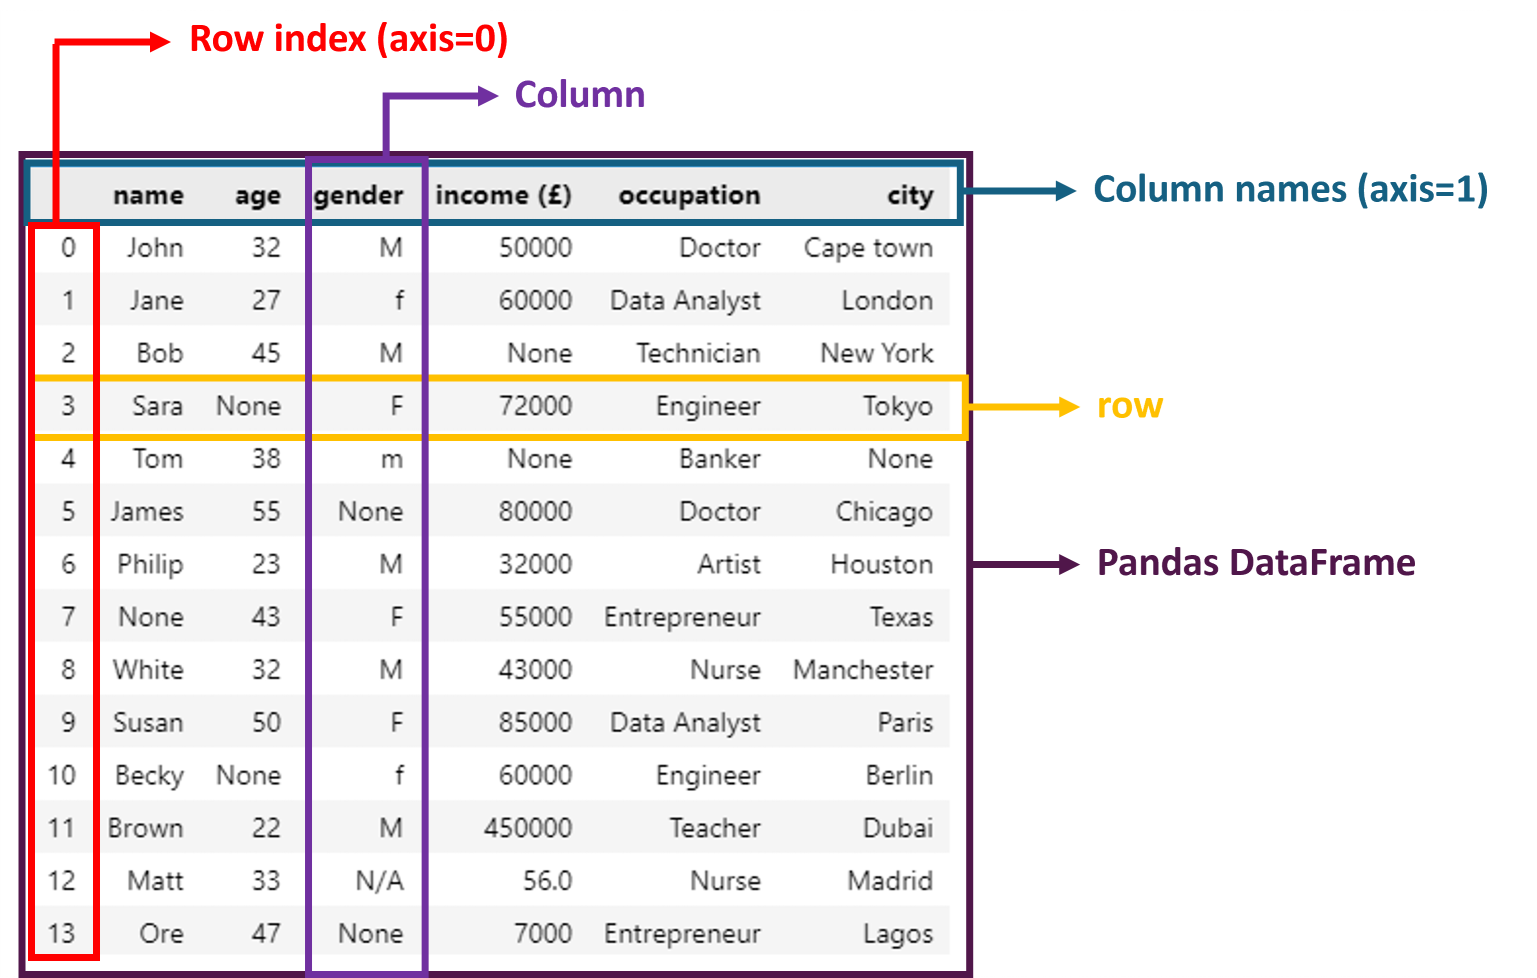 Row index (axis=0)
Column
Column names (axis=1)
name age gender income (£) occupation city
0 John 32 M 50000 Doctor Cape town
1 Jane 27 f 60000 Data Analyst London
2 Bob 45 M None Technician New York
3 Sara None F 72000 Engineer Tokyo
row
4 Tom 38 m None Banker None
5 James 55 None 80000 Doctor Chicago
6 Philip 23 M 32000 Artist Houston
Pandas DataFrame
7 None 43 F 55000 Entrepreneur Texas
8 White 32 M 43000 Nurse Manchester
9 Susan 50 F 85000 Data Analyst Paris
10 Becky None f 60000 Engineer Berlin
11 Brown 22 M 450000 Teacher Dubai
12 Matt 33 N/A 56.0 Nurse Madrid
13 Ore 47 None 7000 Entrepreneur Lagos